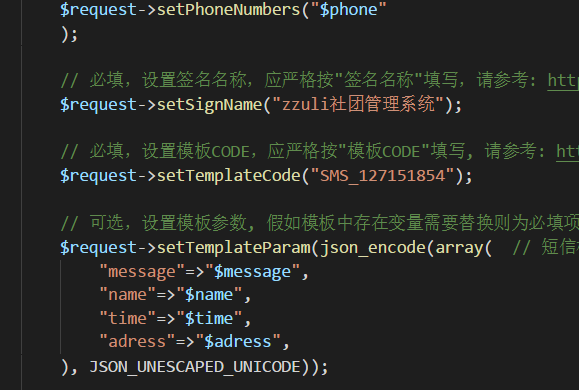 $request->setPhoneNumbers("$phone"
);
// 必填，设置签名名称，应严格按"签名名称"填写，请参考: http
$request->setSignName("zzuli社团管理系统");
// 必填，设置模板CODE，应严格按"模板CODE"填写, 请参考: ht
$request->setTemplateCode("SMS_127151854");
// 可选，设置模板参数, 假如模板中存在变量需要替换则为必填项
$request->setTemplateParam(json_encode(array(  // 短信
"message"=>"$message",
"name"=>"$name",
"time"=>"$time",
"adress"=>"$adress",
), JSON_UNESCAPED_UNICODE));